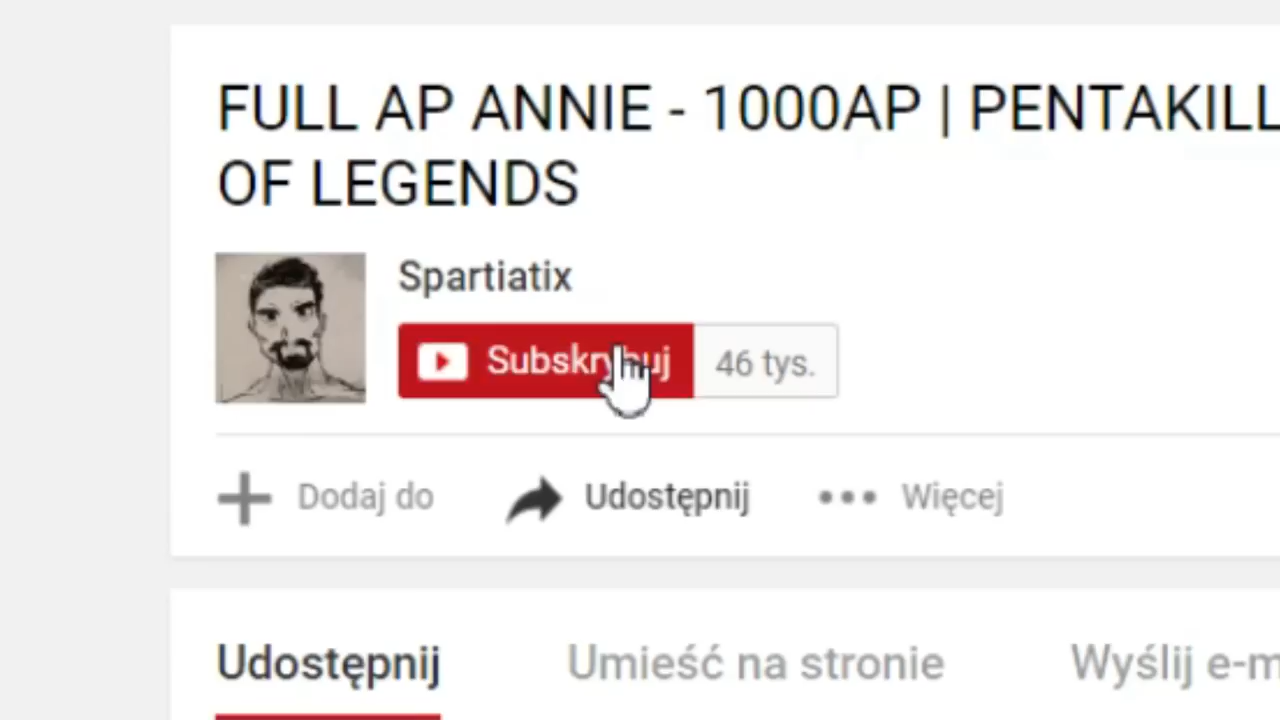 FULL AP ANNIE - 1000AP | PENTAKILL
OF LEGENDS
Spartiatix
Subskrybuj 46 tys.
Dodaj do Udostępnij Więcej
Udostępnij Umieść na stronie Wyślij e-m